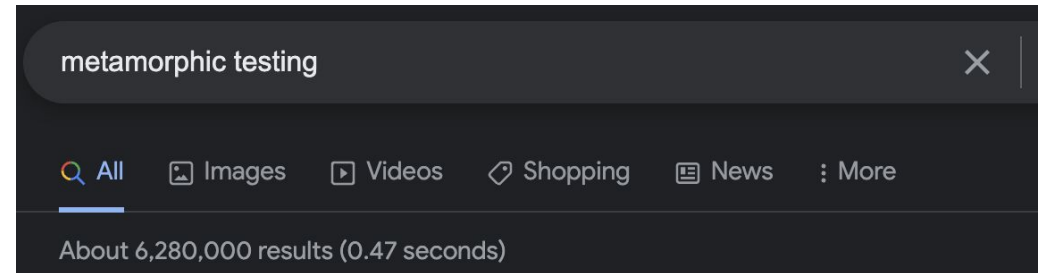 metamorphic testing
All Images Videos Shopping News More
About 6,280,000 results (0.47 seconds)